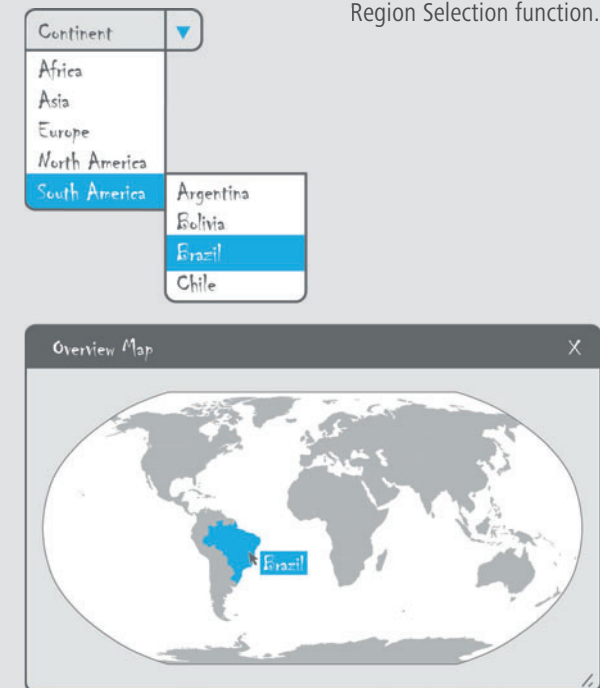 Region Selection function.
Continent
Africa
Asia
Europe
North America
South America
Argentina
Bolivia
Brazil
Chile
Overview Map X
Brazil